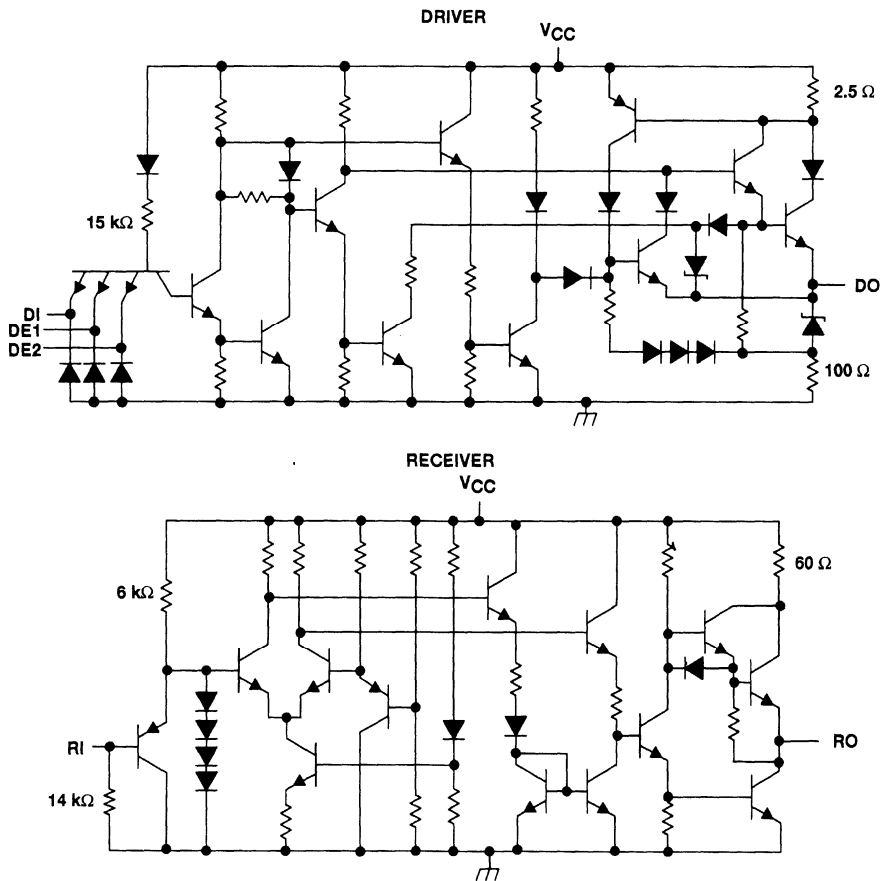 DRIVER
VCC
2.5 Ω
15 kΩ
DI
DE1
DE2
DO
100 Ω
RECEIVER
VCC
6 kΩ
60 Ω
RI
RO
14 kΩ